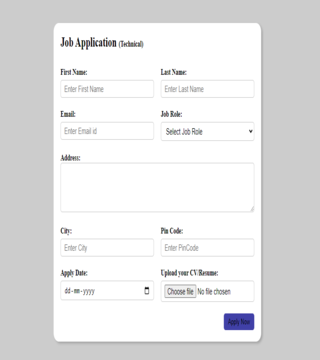 Job Application (Technical)
First Name: Last Name:
Enter First Name Enter Last Name
Email: Job Role:
Enter Email id Select Job Role
Address:
City: Pin Code:
Enter City Enter PinCode
Apply Date: Upload your CV/Resume:
dd-mm-yyyy Choose file No file chosen
Apply Now